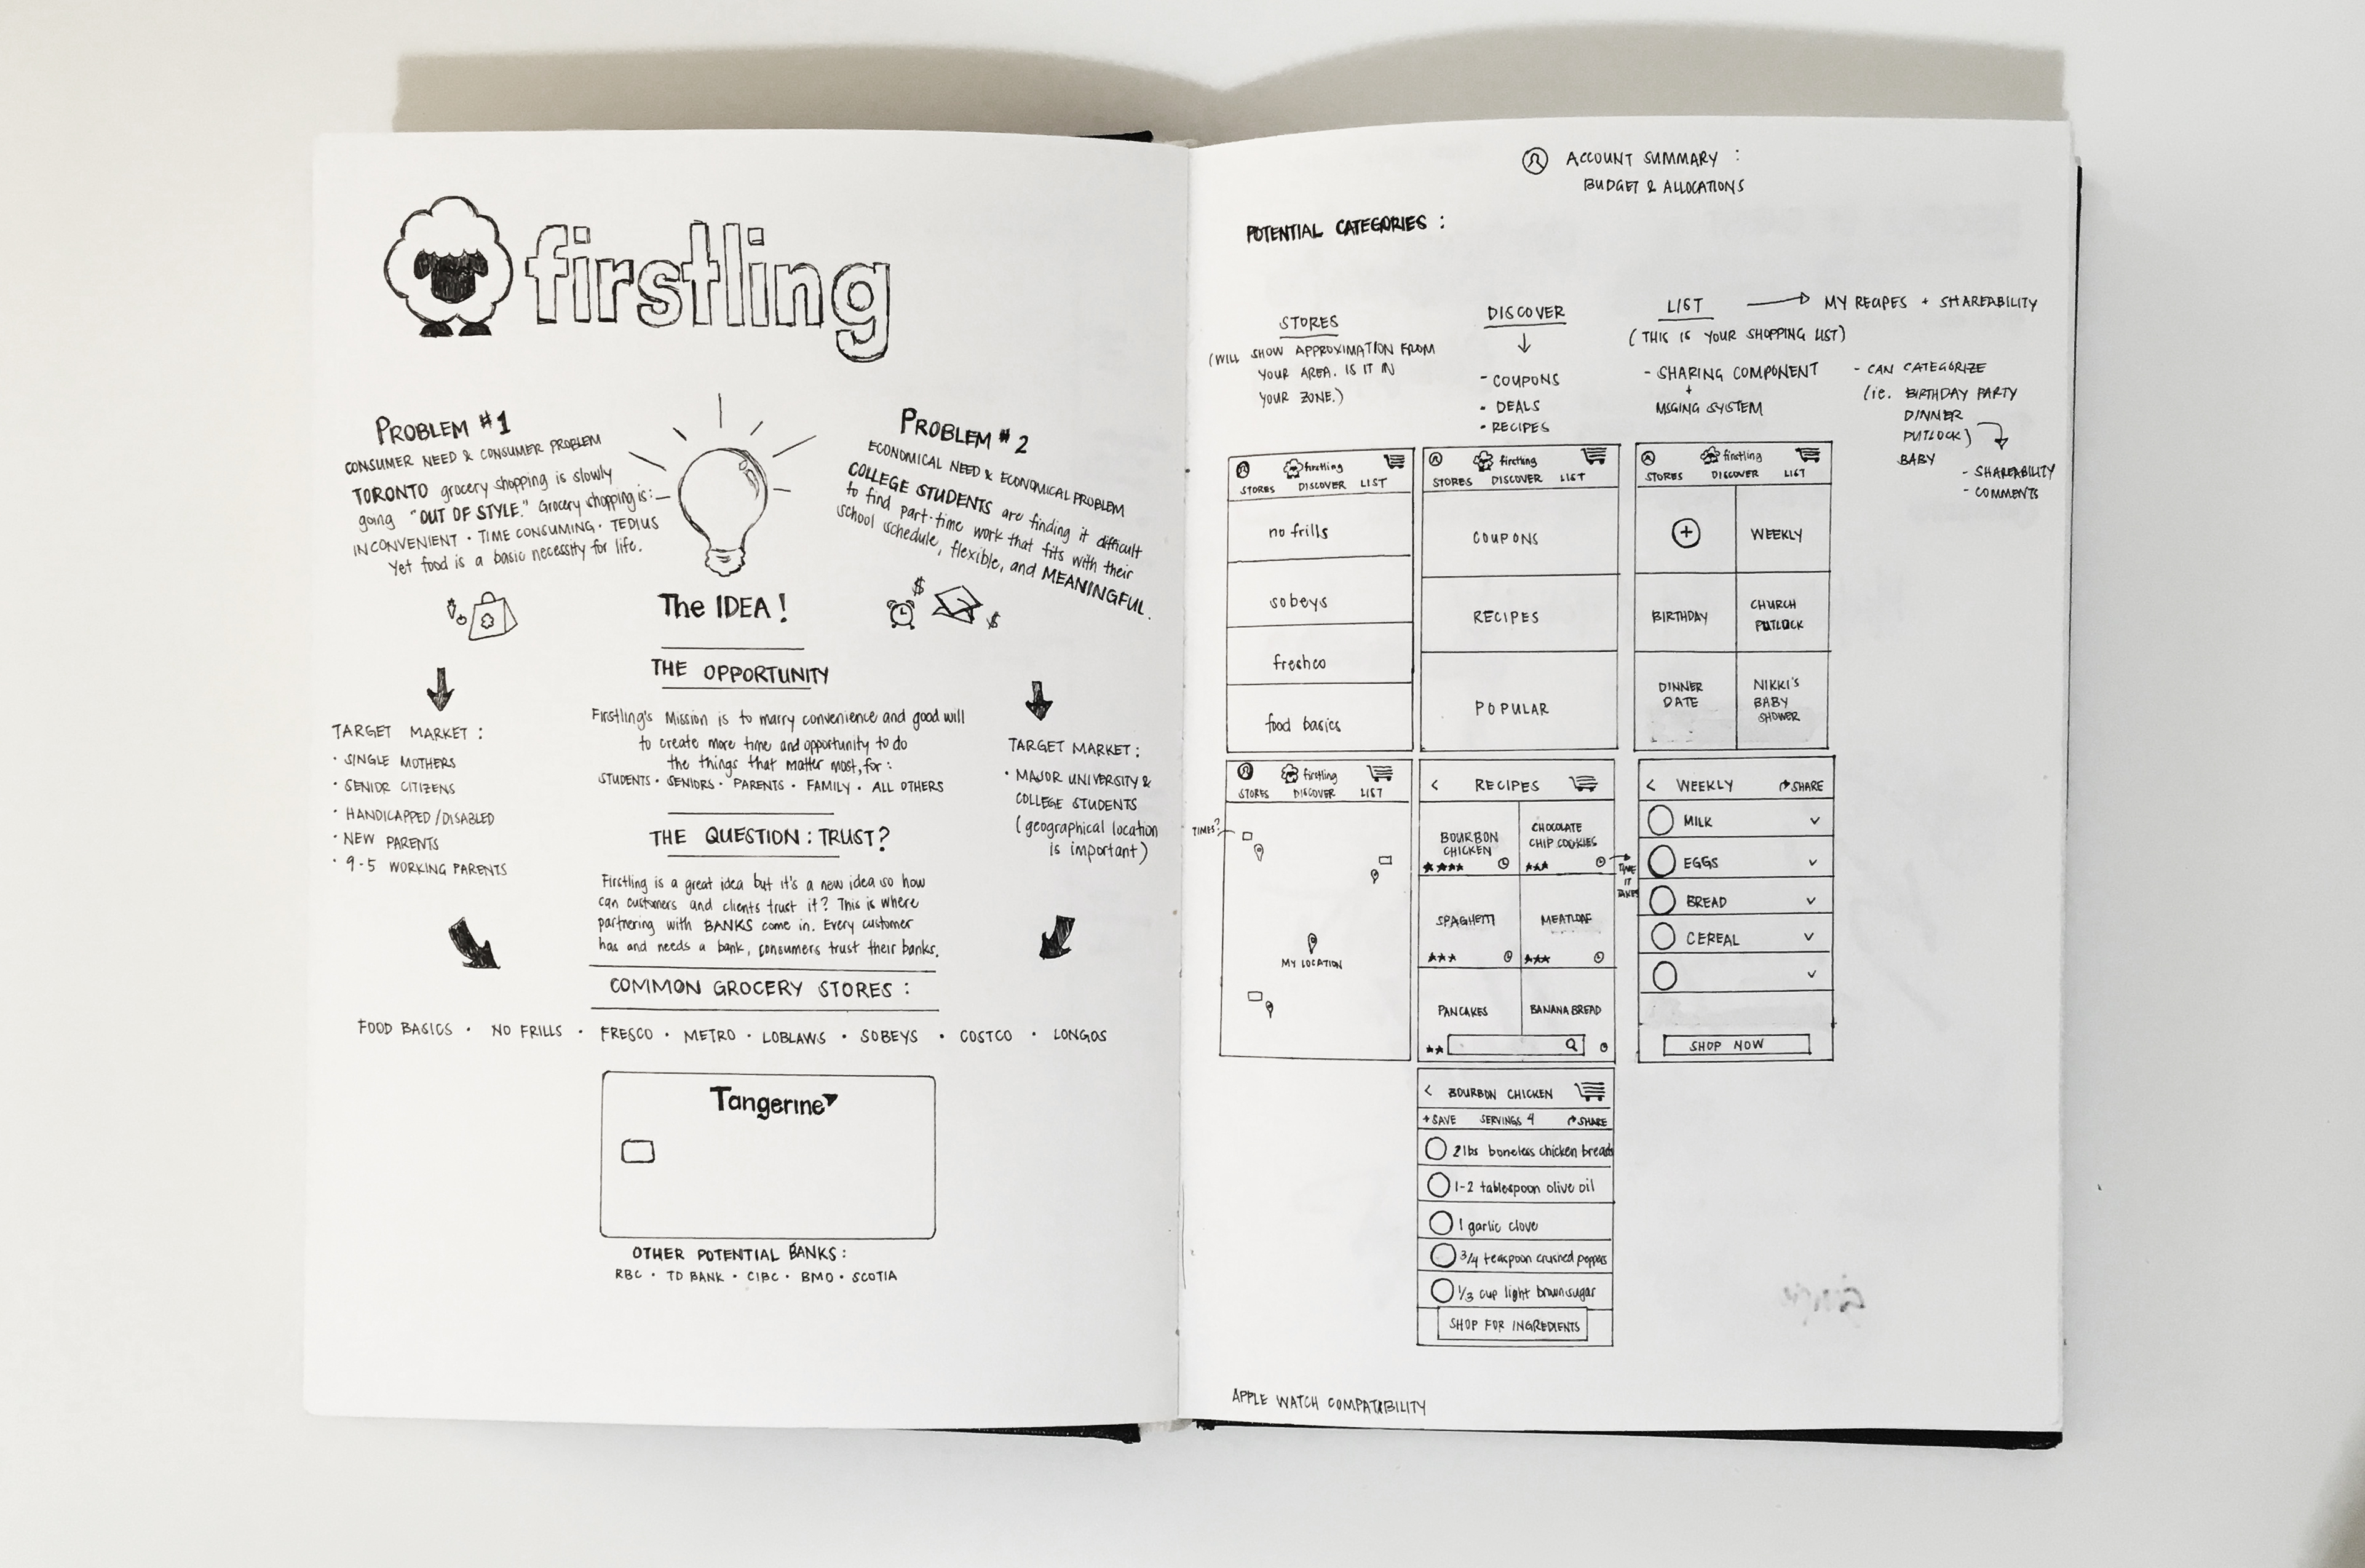 firstling
PROBLEM #1
CONSUMER NEED & CONSUMER PROBLEM
TORONTO grocery shopping is slowly
going "OUT OF STYLE." Grocery shopping is:
INCONVENIENT · TIME CONSUMING · TEDIUS
Yet food is a basic necessity for life.
The IDEA!
PROBLEM #2
ECONOMICAL NEED & ECONOMICAL PROBLEM
COLLEGE STUDENTS are finding it difficult
to find part-time work that fits with their
school schedule, flexible, and MEANINGFUL.
$
$
TARGET MARKET:
· SINGLE MOTHERS
· SENIOR CITIZENS
· HANDICAPPED/DISABLED
· NEW PARENTS
· 9-5 WORKING PARENTS
THE OPPORTUNITY
Firstling's Mission is to marry convenience and good will
to create more time and opportunity to do
the things that matter most, for:
STUDENTS · SENIORS · PARENTS · FAMILY · ALL OTHERS
THE QUESTION: TRUST?
Firstling is a great idea but it's a new idea so how
can customers and clients trust it? This is where
partnering with BANKS come in. Every customer
has and needs a bank, consumers trust their banks.
TARGET MARKET:
· MAJOR UNIVERSITY &
COLLEGE STUDENTS
(geographical location
is important)
COMMON GROCERY STORES:
FOOD BASICS · NO FRILLS · FRESCO · METRO · LOBLAWS · SOBEYS · COSTCO · LONGOS
Tangerine
OTHER POTENTIAL BANKS:
RBC · TD BANK · CIBC · BMO · SCOTIA
ACCOUNT SUMMARY:
BUDGET & ALLOCATIONS
POTENTIAL CATEGORIES:
STORES
(WILL SHOW APPROXIMATION FROM
YOUR AREA. IS IT IN
YOUR ZONE.)
DISCOVER
- COUPONS
- DEALS
- RECIPES
LIST
MY RECIPES + SHAREABILITY
(THIS IS YOUR SHOPPING LIST)
- SHARING COMPONENT
+
MSGING SYSTEM
- CAN CATEGORIZE
(ie. BIRTHDAY PARTY
DINNER
PUTLOCK)
BABY
- SHAREABILITY
- COMMENTS
firstling
STORES DISCOVER LIST
no frills
sobeys
freshco
food basics
firstling
STORES DISCOVER LIST
COUPONS
RECIPES
POPULAR
firstling
STORES DISCOVER LIST
+
WEEKLY
BIRTHDAY
CHURCH
PUTLOCK
DINNER
DATE
NIKKI'S
BABY
SHOWER
firstling
STORES DISCOVER LIST
TIMES?
MY LOCATION
< RECIPES
BOURBON
CHICKEN
★★★★
CHOCOLATE
CHIP COOKIES
★★★
TIME
IT
TAKES
SPAGHETTI
★★★
MEATLOAF
★★★
PANCAKES
★★
BANANA BREAD
< WEEKLY SHARE
MILK
EGGS
BREAD
CEREAL
SHOP NOW
< BOURBON CHICKEN
+ SAVE SERVINGS 4 SHARE
2 lbs boneless chicken breasts
1-2 tablespoon olive oil
1 garlic clove
3/4 teaspoon crushed peppers
1/3 cup light brown sugar
SHOP FOR INGREDIENTS
APPLE WATCH COMPATIBILITY